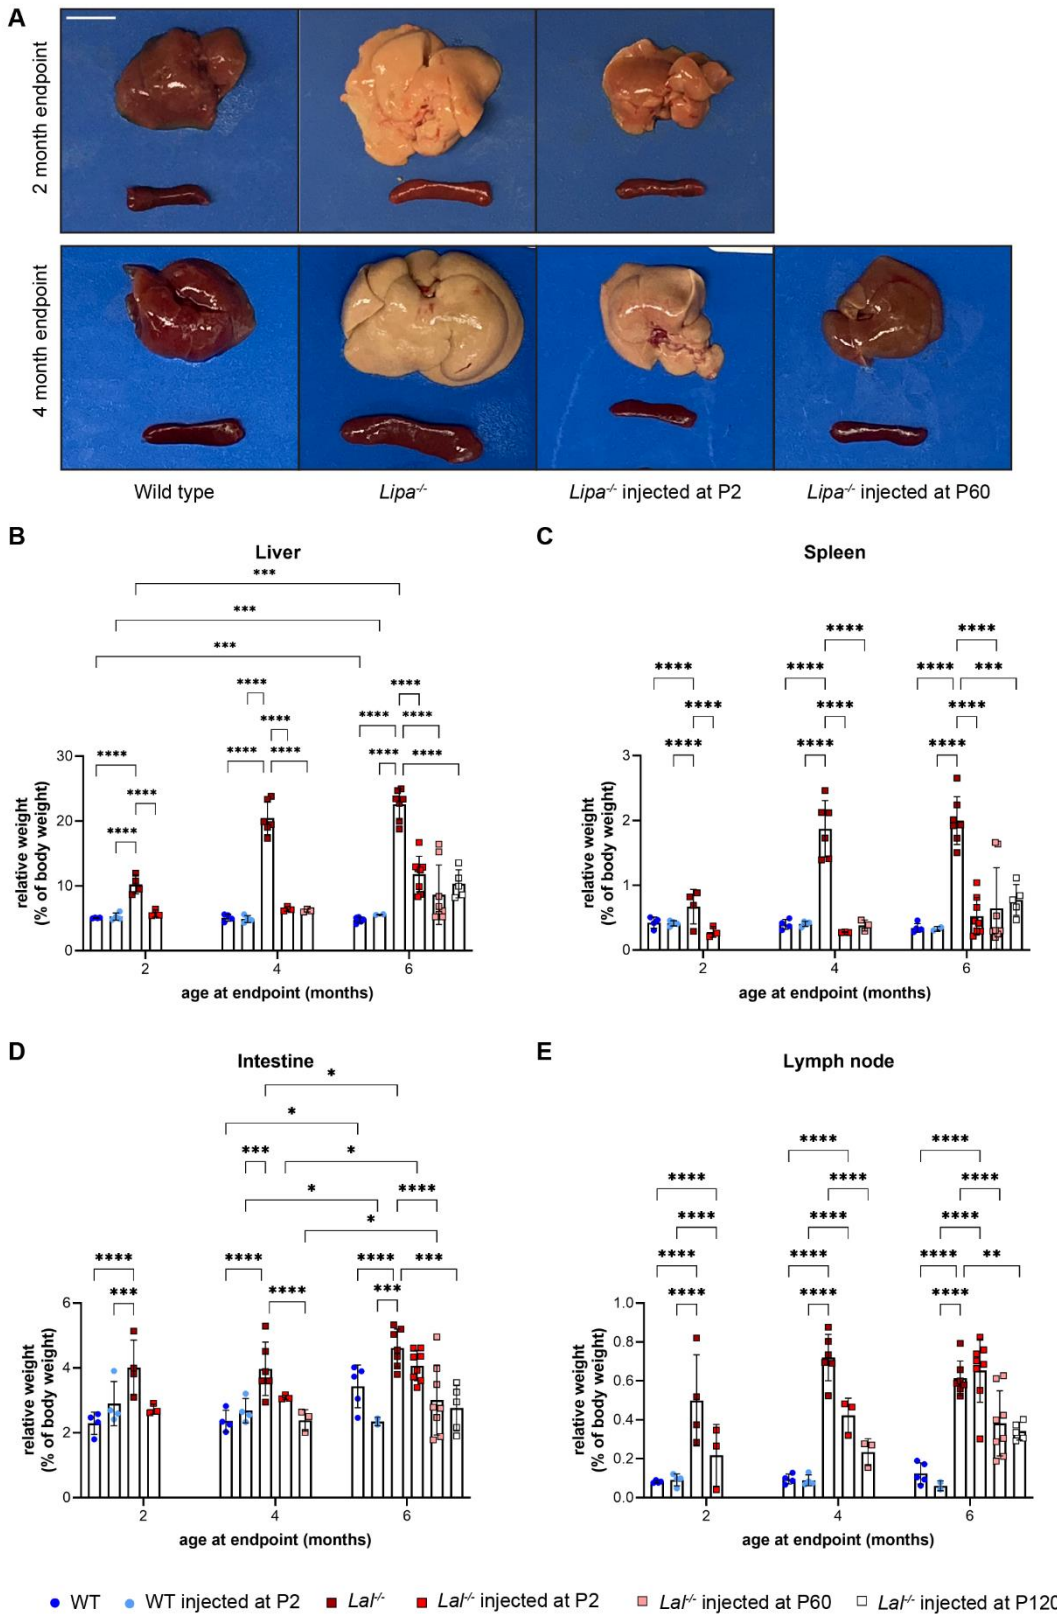 A
2 month endpoint
4 month endpoint
Wild type
Lipa-/-
Lipa-/- injected at P2
Lipa-/- injected at P60
B
Liver
***
***
***
****
****
****
****
****
****
****
****
****
****
****
****
****
relative weight
(% of body weight)
30
20
10
0
2
4
6
age at endpoint (months)
C
Spleen
****
****
****
****
****
****
***
****
****
****
****
****
****
relative weight
(% of body weight)
3
2
1
0
2
4
6
age at endpoint (months)
D
Intestine
*
*
***
*
*
****
*
****
****
****
***
***
****
***
relative weight
(% of body weight)
6
4
2
0
2
4
6
age at endpoint (months)
E
Lymph node
****
****
****
****
****
****
****
****
****
****
****
**
****
****
****
relative weight
(% of body weight)
1.0
0.8
0.6
0.4
0.2
0.0
2
4
6
age at endpoint (months)
WT
WT injected at P2
Lal-/-
Lal-/- injected at P2
Lal-/- injected at P60
Lal-/- injected at P120